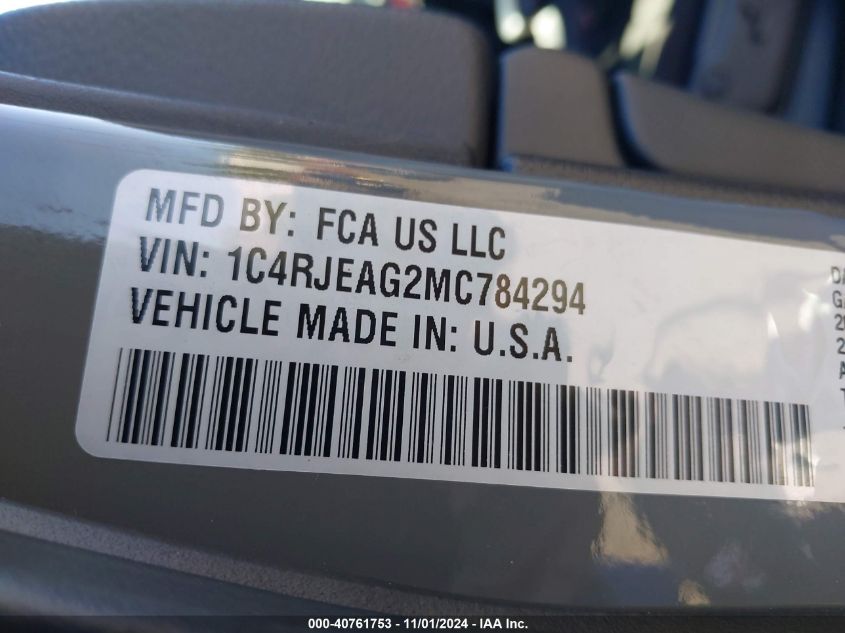 MFD BY: FCA US LLC
VIN: 1C4RJEAG2MC784294
VEHICLE MADE IN: U.S.A.
000-40761753 — 11/01/2024 — IAA Inc.